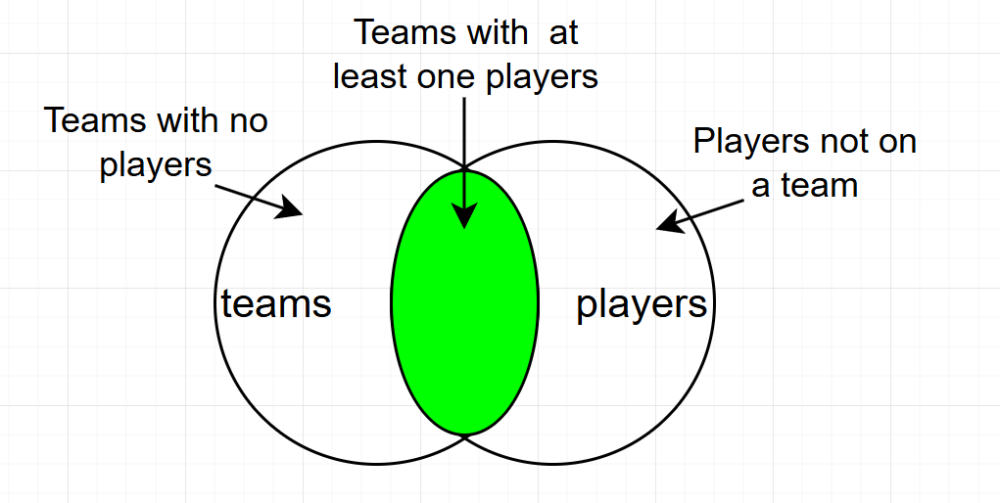 Teams with  at
least one players
Teams with no
players
Players not on
a team
teams
players